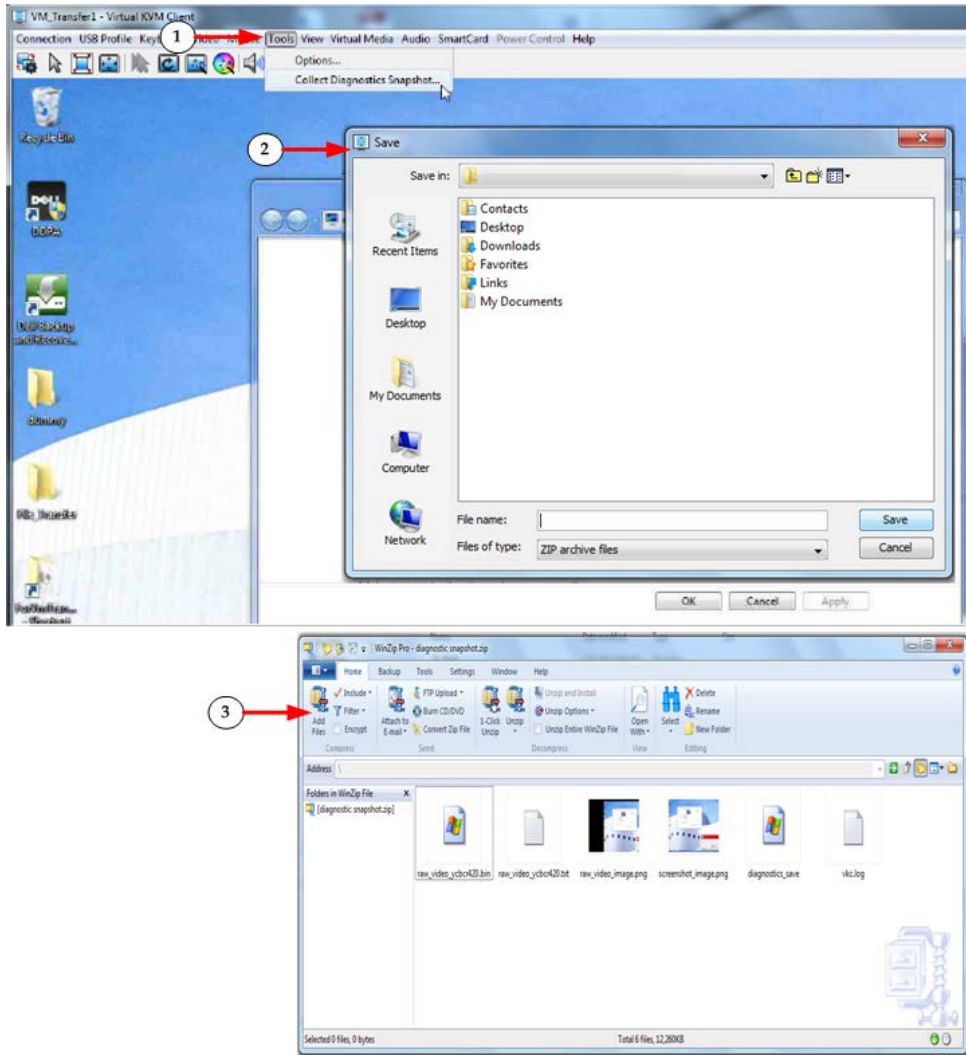 VM_Transfer1 - Virtual KVM Client
Connection USB Profile Tools View Virtual Media Audio SmartCard Power Control Help
1
Options...
Collect Diagnostics Snapshot...
Recycle Bin
2
Save
Save in:
DELL
Contacts
Desktop
Downloads
Favorites
Links
My Documents
Recent Items
Desktop
My Documents
Computer
Network
Dell Backup
and Recove...
File_Transfer
File name:
Save
Files of type:
ZIP archive files
Cancel
OK Cancel Apply
WinZip Pro - diagnostic snapshot.zip
Home Backup Tools Settings Window Help
3
Add Files
Include
Filter
Encrypt
Attach to E-mail
FTP Upload
Burn CD/DVD
Convert Zip File
1-Click Unzip
Unzip
Unzip and Install
Unzip Options
Unzip Entire WinZip File
Open With
Select
Delete
Rename
New Folder
Compress Send Decompress View Editing
Address \
Folders in WinZip File X
[diagnostic snapshot.zip]
raw_video_ycbcr420.bin raw_video_ycbcr420.txt raw_video_image.png screenshot_image.png diagnostics_save vkc.log
Selected 0 files, 0 bytes
Total 6 files, 12,260KB